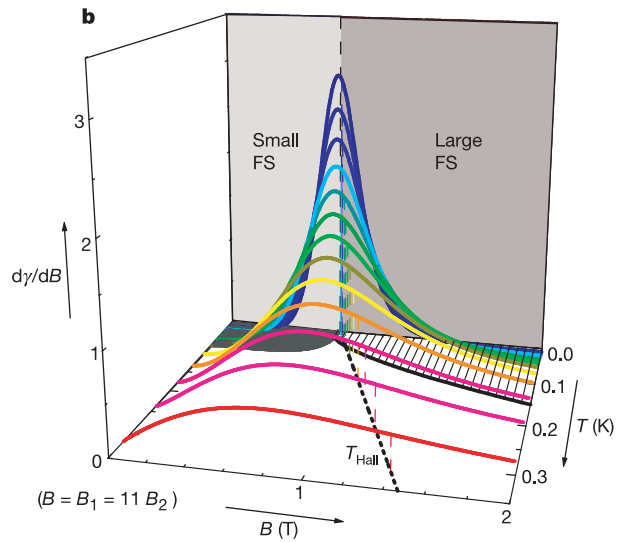 b
3
2
1
0
dγ/dB
Small
FS
Large
FS
0.0
0.1
0.2
0.3
T (K)
T_Hall
(B = B₁ = 11 B₂)
1
2
B (T)